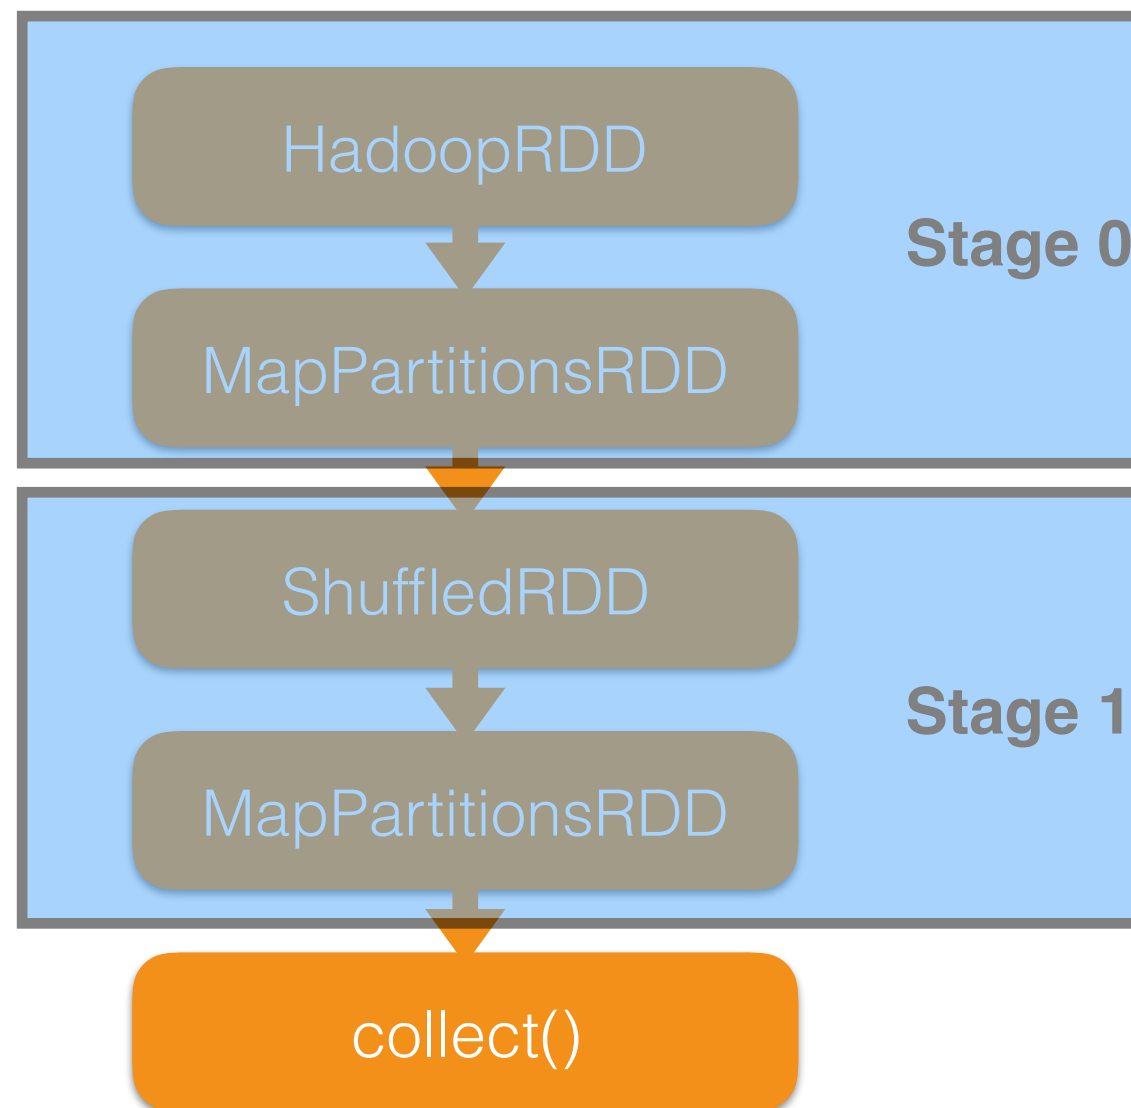 HadoopRDD
Stage 0
MapPartitionsRDD
ShuffledRDD
Stage 1
MapPartitionsRDD
collect()